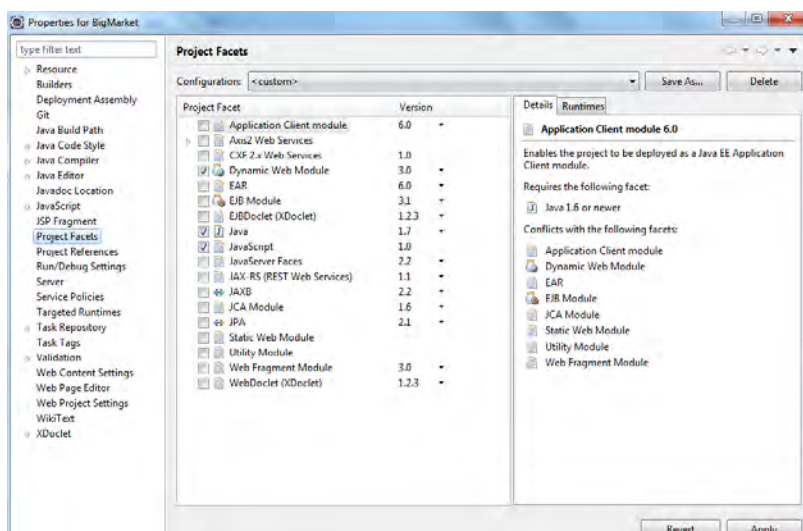 Properties for BigMarket
type filter text
Resource
Builders
Deployment Assembly
Git
Java Build Path
Java Code Style
Java Compiler
Java Editor
Javadoc Location
JavaScript
JSP Fragment
Project Facets
Project References
Run/Debug Settings
Server
Service Policies
Targeted Runtimes
Task Repository
Task Tags
Validation
Web Content Settings
Web Page Editor
Web Project Settings
WikiText
XDoclet
Project Facets
Configuration: <custom> Save As... Delete
Project Facet Version
Application Client module 6.0
Axis2 Web Services
CXF 2.x Web Services 1.0
Dynamic Web Module 3.0
EAR 6.0
EJB Module 3.1
EJBDoclet (XDoclet) 1.2.3
Java 1.7
JavaScript 1.0
JavaServer Faces 2.2
JAX-RS (REST Web Services) 1.1
JAXB 2.2
JCA Module 1.6
JPA 2.1
Static Web Module
Utility Module
Web Fragment Module 3.0
WebDoclet (XDoclet) 1.2.3
Details Runtimes
Application Client module 6.0
Enables the project to be deployed as a Java EE Application
Client module.
Requires the following facet:
Java 1.6 or newer
Conflicts with the following facets:
Application Client module
Dynamic Web Module
EAR
EJB Module
JCA Module
Static Web Module
Utility Module
Web Fragment Module
Revert Apply